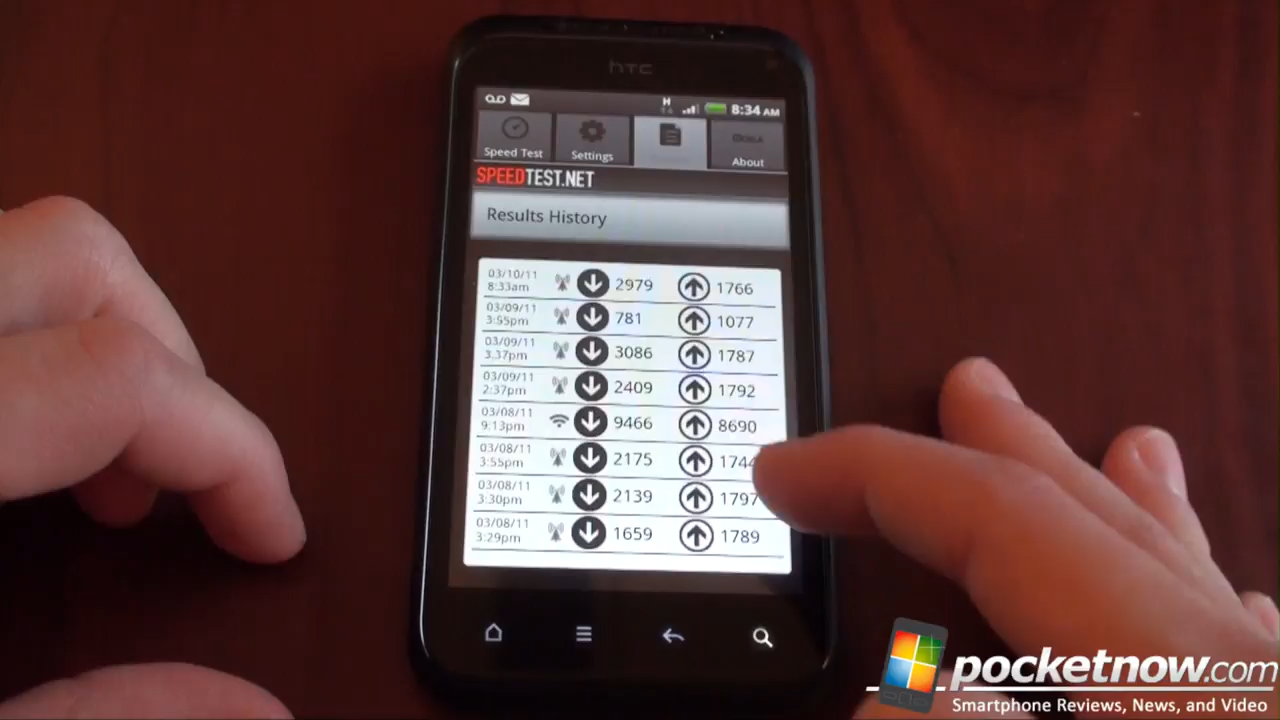 hTC
8:34 AM
Speed Test
Settings
About
SPEEDTEST.NET
Results History
03/10/11 2979 1766
8:33am
03/09/11 781 1077
3:55pm
03/09/11 3086 1787
3:37pm
03/09/11 2409 1792
2:37pm
03/08/11 9466 8690
9:13pm
03/08/11 2175 1744
3:55pm
03/08/11 2139 1797
3:30pm
03/08/11 1659 1789
3:29pm
pocketnow.com
Smartphone Reviews, News, and Video